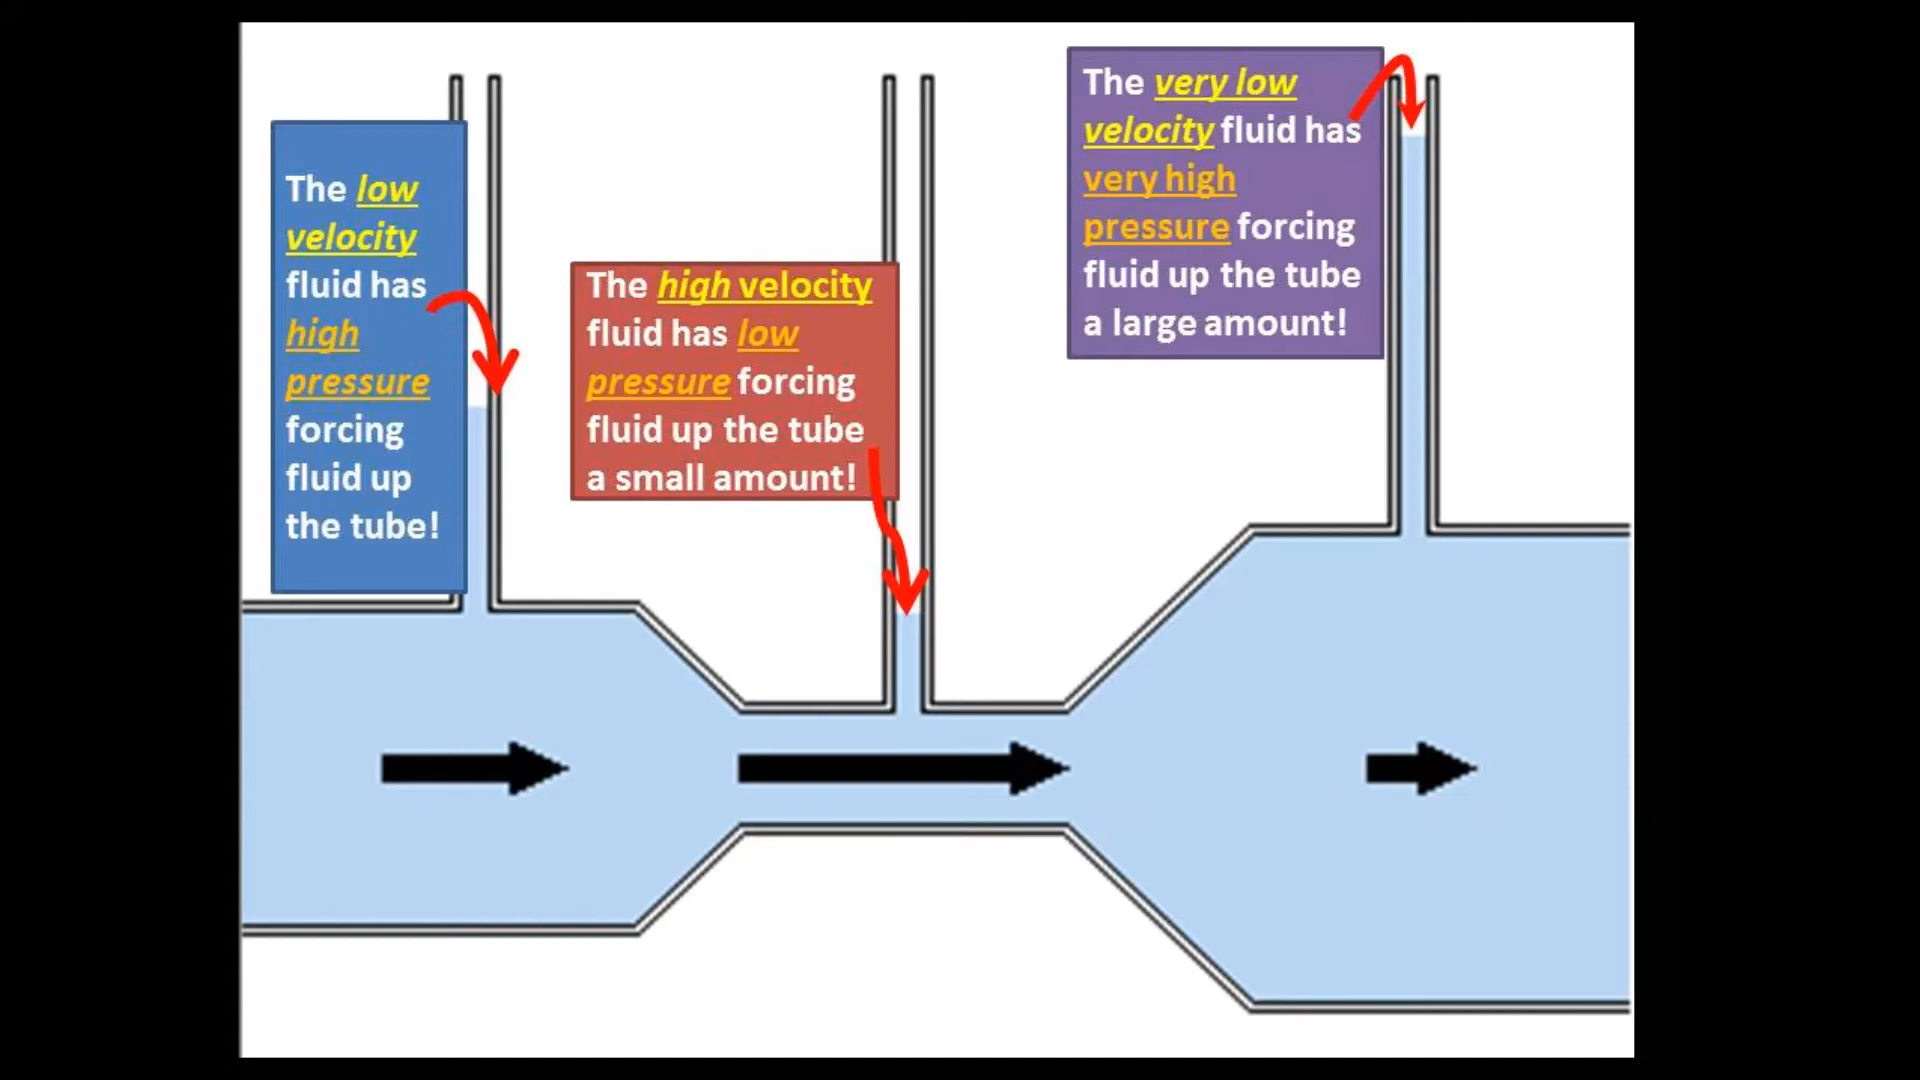 The low
velocity
fluid has
high
pressure
forcing
fluid up
the tube!
The high velocity
fluid has low
pressure forcing
fluid up the tube
a small amount!
The very low
velocity fluid has
very high
pressure forcing
fluid up the tube
a large amount!